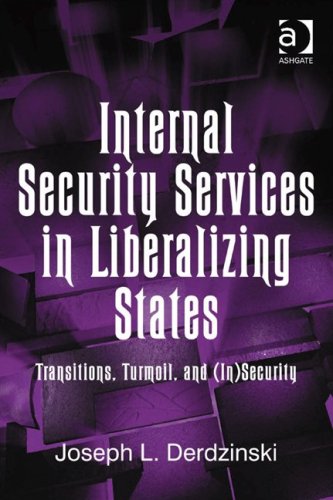 a
ASHGATE
Internal
Security Services
in Liberalizing
States
Transitions, Turmoil, and (In)Security
Joseph L. Derdzinski